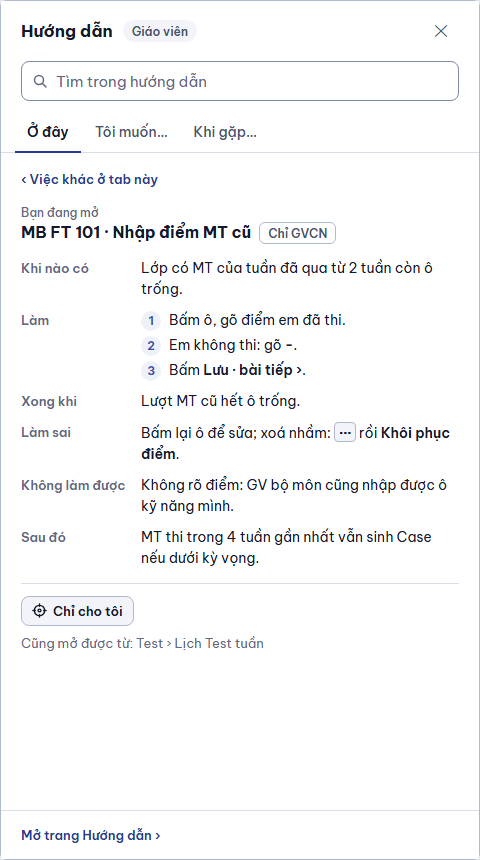 Hướng dẫn Giáo viên
Tìm trong hướng dẫn
Ở đây Tôi muốn... Khi gặp...
‹ Việc khác ở tab này
Bạn đang mở
MB FT 101 · Nhập điểm MT cũ Chỉ GVCN
Khi nào có Lớp có MT của tuần đã qua từ 2 tuần còn ô
trống.
Làm 1 Bấm ô, gõ điểm em đã thi.
2 Em không thi: gõ -.
3 Bấm Lưu · bài tiếp ›.
Xong khi Lượt MT cũ hết ô trống.
Làm sai Bấm lại ô để sửa; xoá nhầm: ··· rồi Khôi phục
điểm.
Không làm được Không rõ điểm: GV bộ môn cũng nhập được ô
kỹ năng mình.
Sau đó MT thi trong 4 tuần gần nhất vẫn sinh Case
nếu dưới kỳ vọng.
Chỉ cho tôi
Cũng mở được từ: Test › Lịch Test tuần
Mở trang Hướng dẫn ›